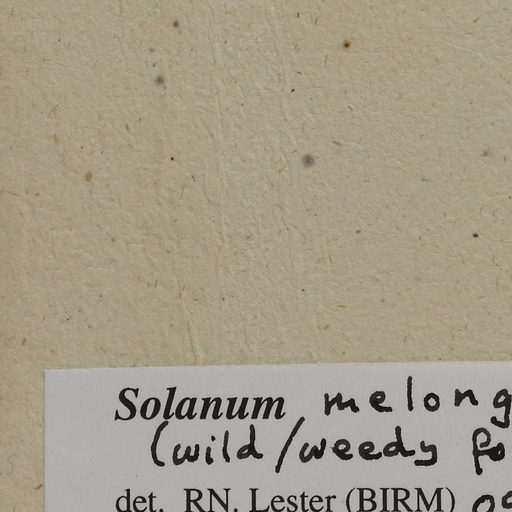 Solanum melong
(wild/weedy fo
det. RN. Lester (BIRM)